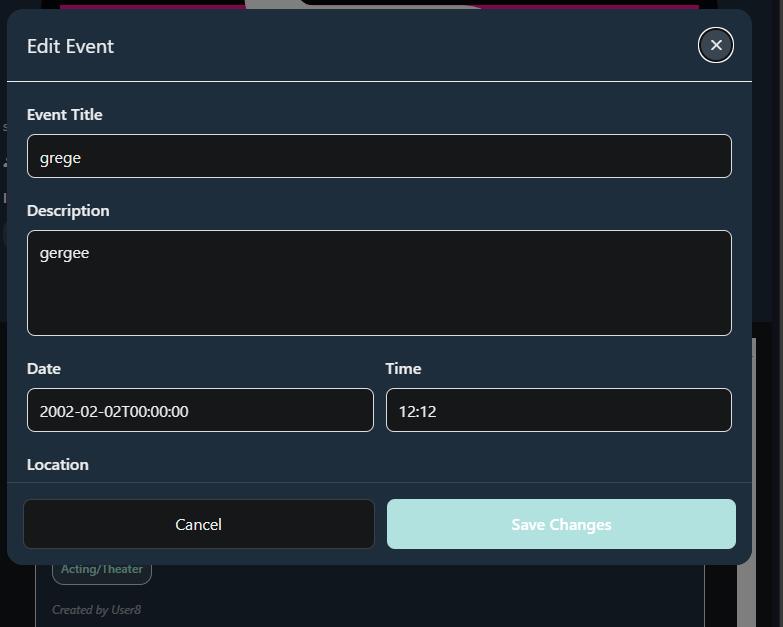 Edit Event
Event Title
grege
Description
gergee
Date Time
2002-02-02T00:00:00 12:12
Location
Cancel Save Changes
Acting/Theater
Created by User8